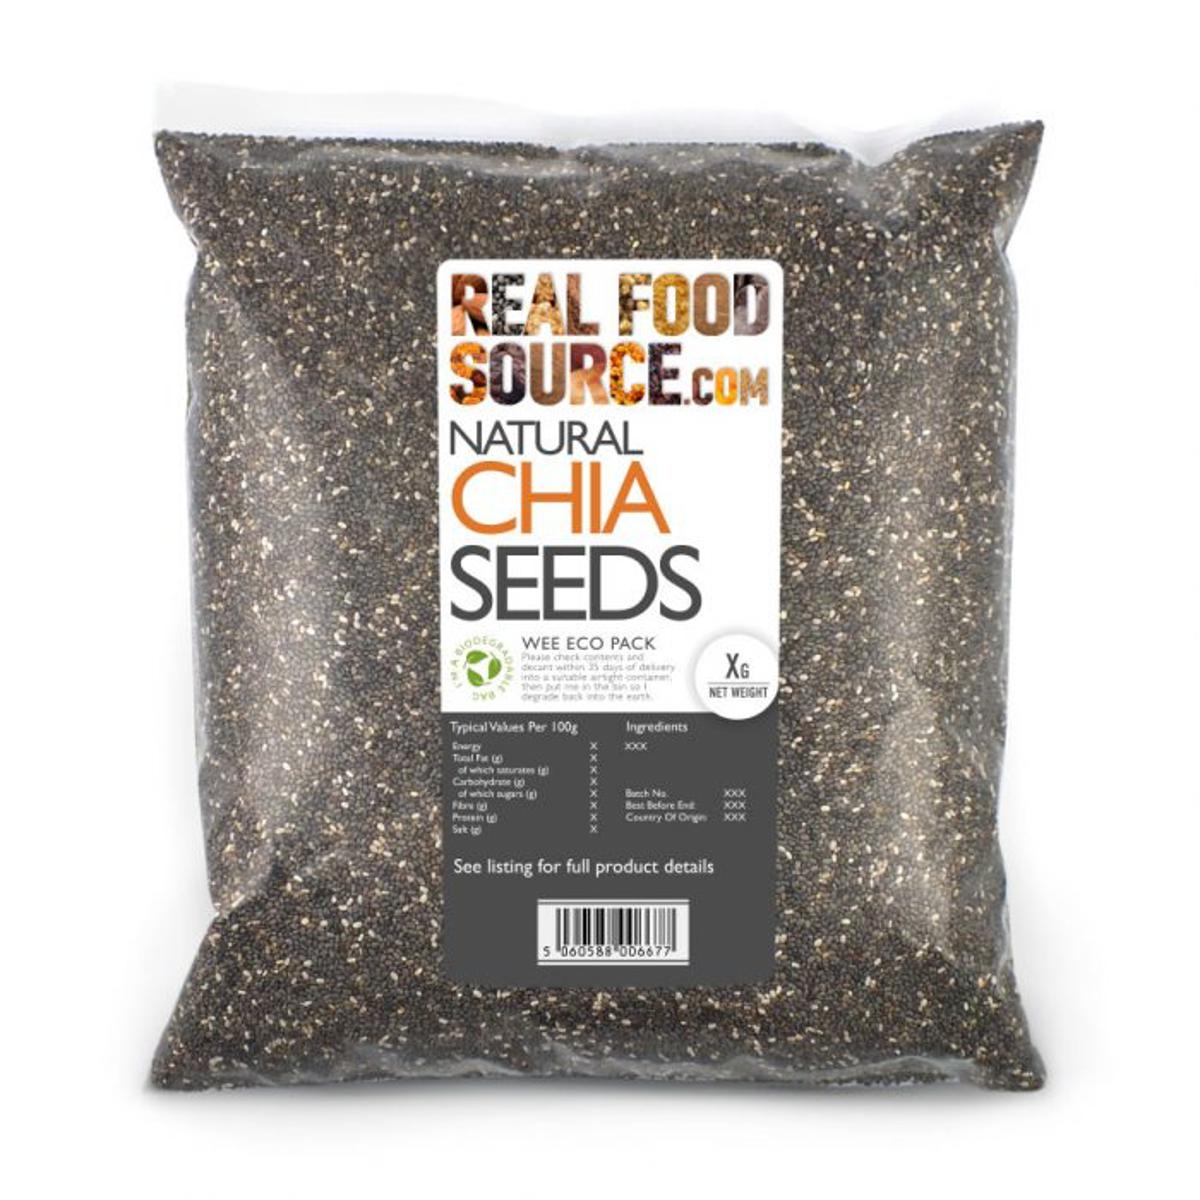 REAL FOOD
SOURCE.COM
NATURAL
CHIA
SEEDS
I'M A BIODEGRADABLE BAG
WEE ECO PACK
Please check contents and
decant within 35 days of delivery
into a suitable airtight container,
then put me in the bin so I
degrade back into the earth.
XG
NET WEIGHT
Typical Values Per 100g
Energy X
Total Fat (g) X
of which saturates (g) X
Carbohydrate (g) X
of which sugars (g) X
Fibre (g) X
Protein (g) X
Salt (g) X
Ingredients
XXX
Batch No. XXX
Best Before End: XXX
Country Of Origin: XXX
See listing for full product details
5 060588 006677